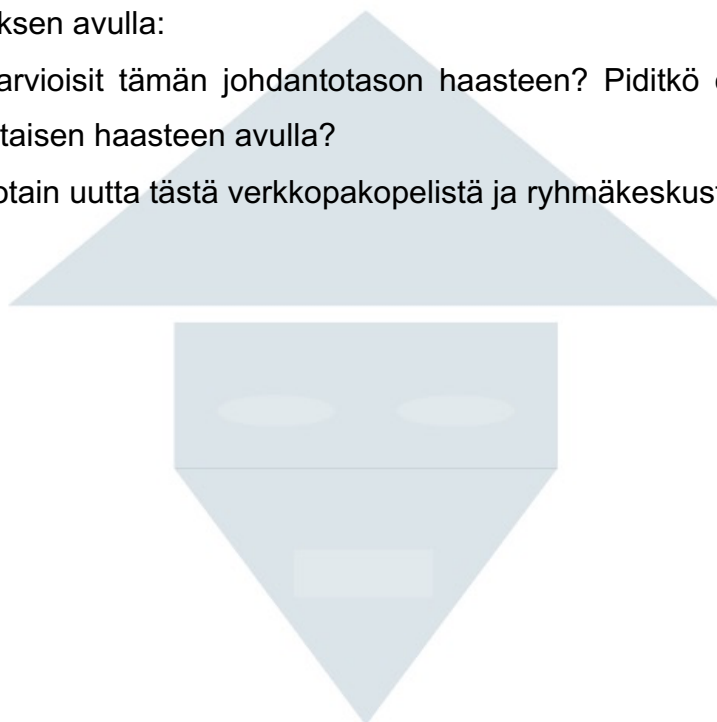 ksen avulla:
arvioisit tämän johdantotason haasteen? Piditkö
taisen haasteen avulla?
otain uutta tästä verkkopakopelistä ja ryhmäkeskust